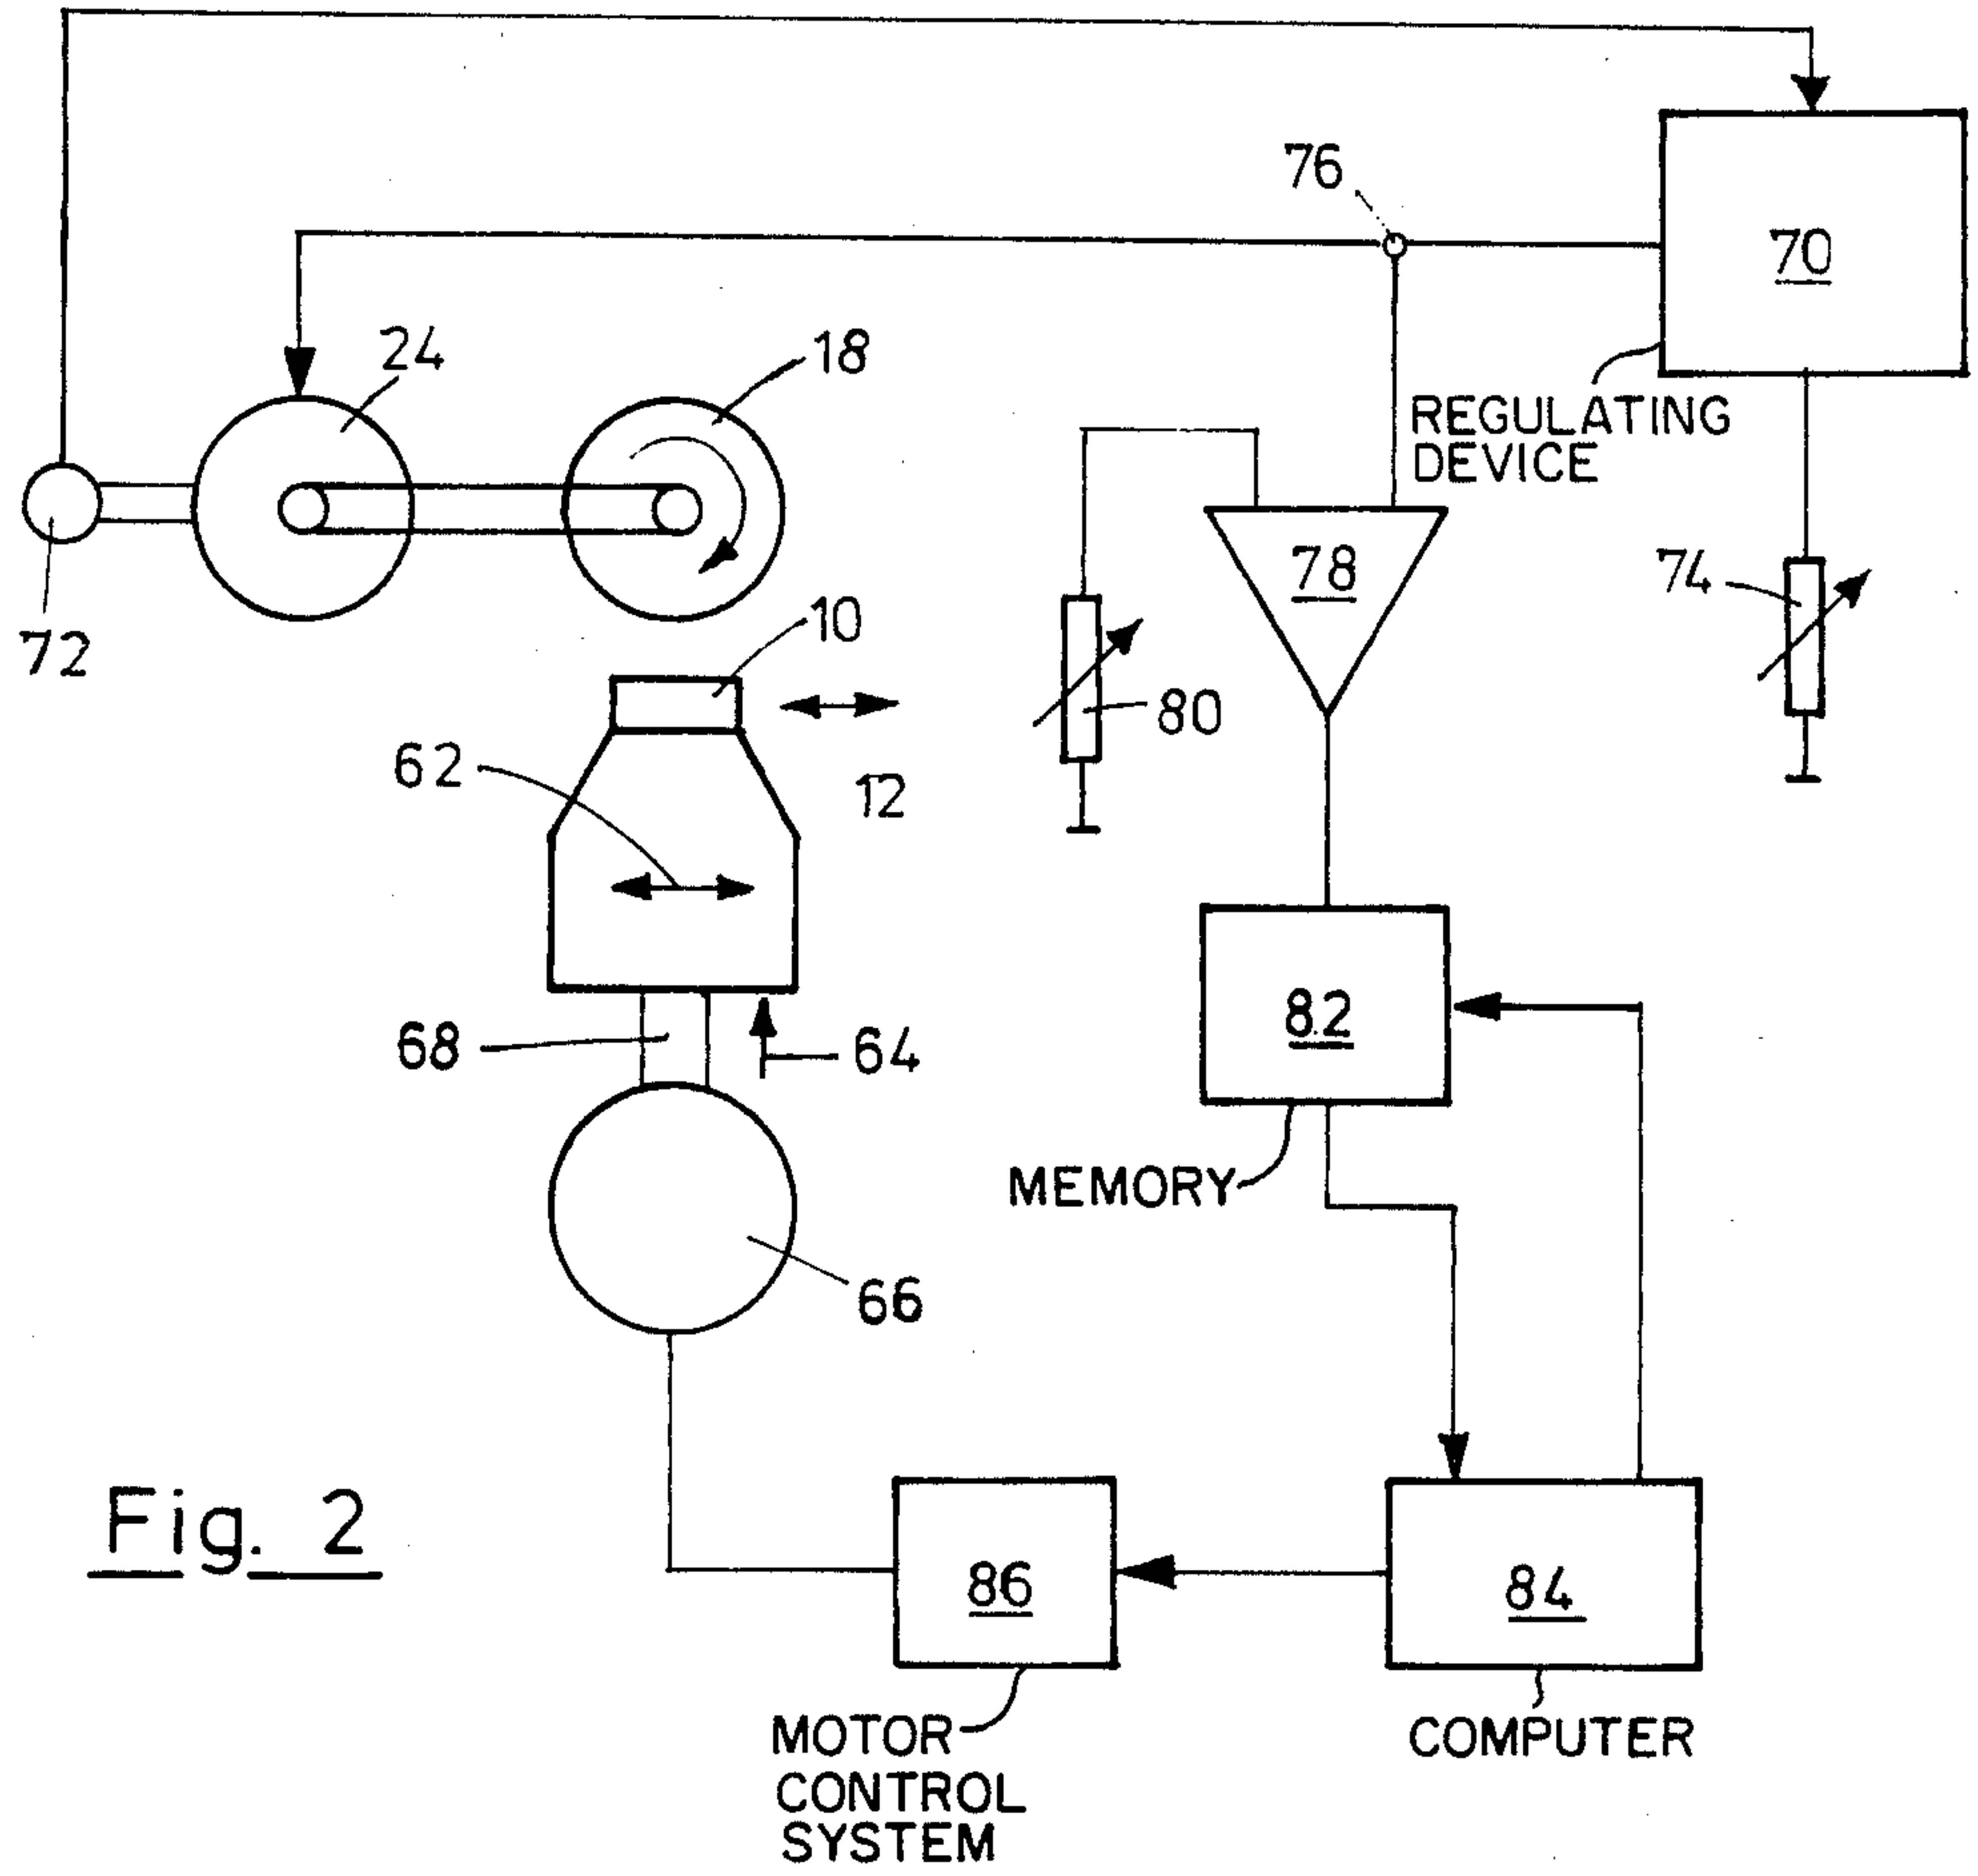 76
70
24
18
REGULATING
DEVICE
78
74
72
10
80
62
12
82
68
64
MEMORY
66
Fig. 2
86
84
MOTOR
CONTROL
SYSTEM
COMPUTER